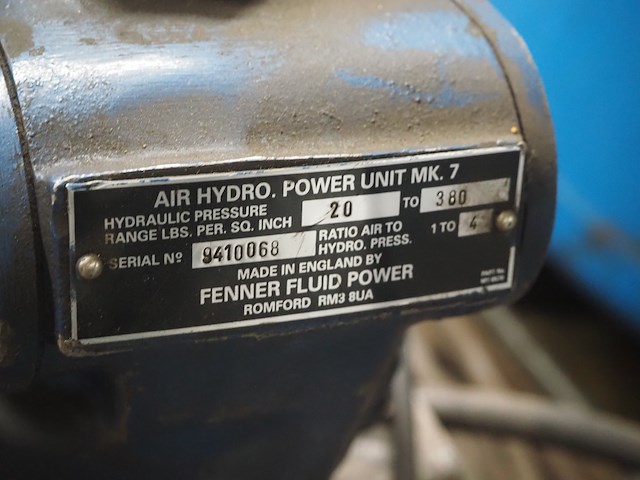 AIR HYDRO. POWER UNIT MK. 7
HYDRAULIC PRESSURE
RANGE LBS. PER. SQ. INCH 20 TO 380
SERIAL Nº 9410068 RATIO AIR TO
HYDRO. PRESS. 1 TO 4
MADE IN ENGLAND BY
FENNER FLUID POWER
ROMFORD RM3 8UA